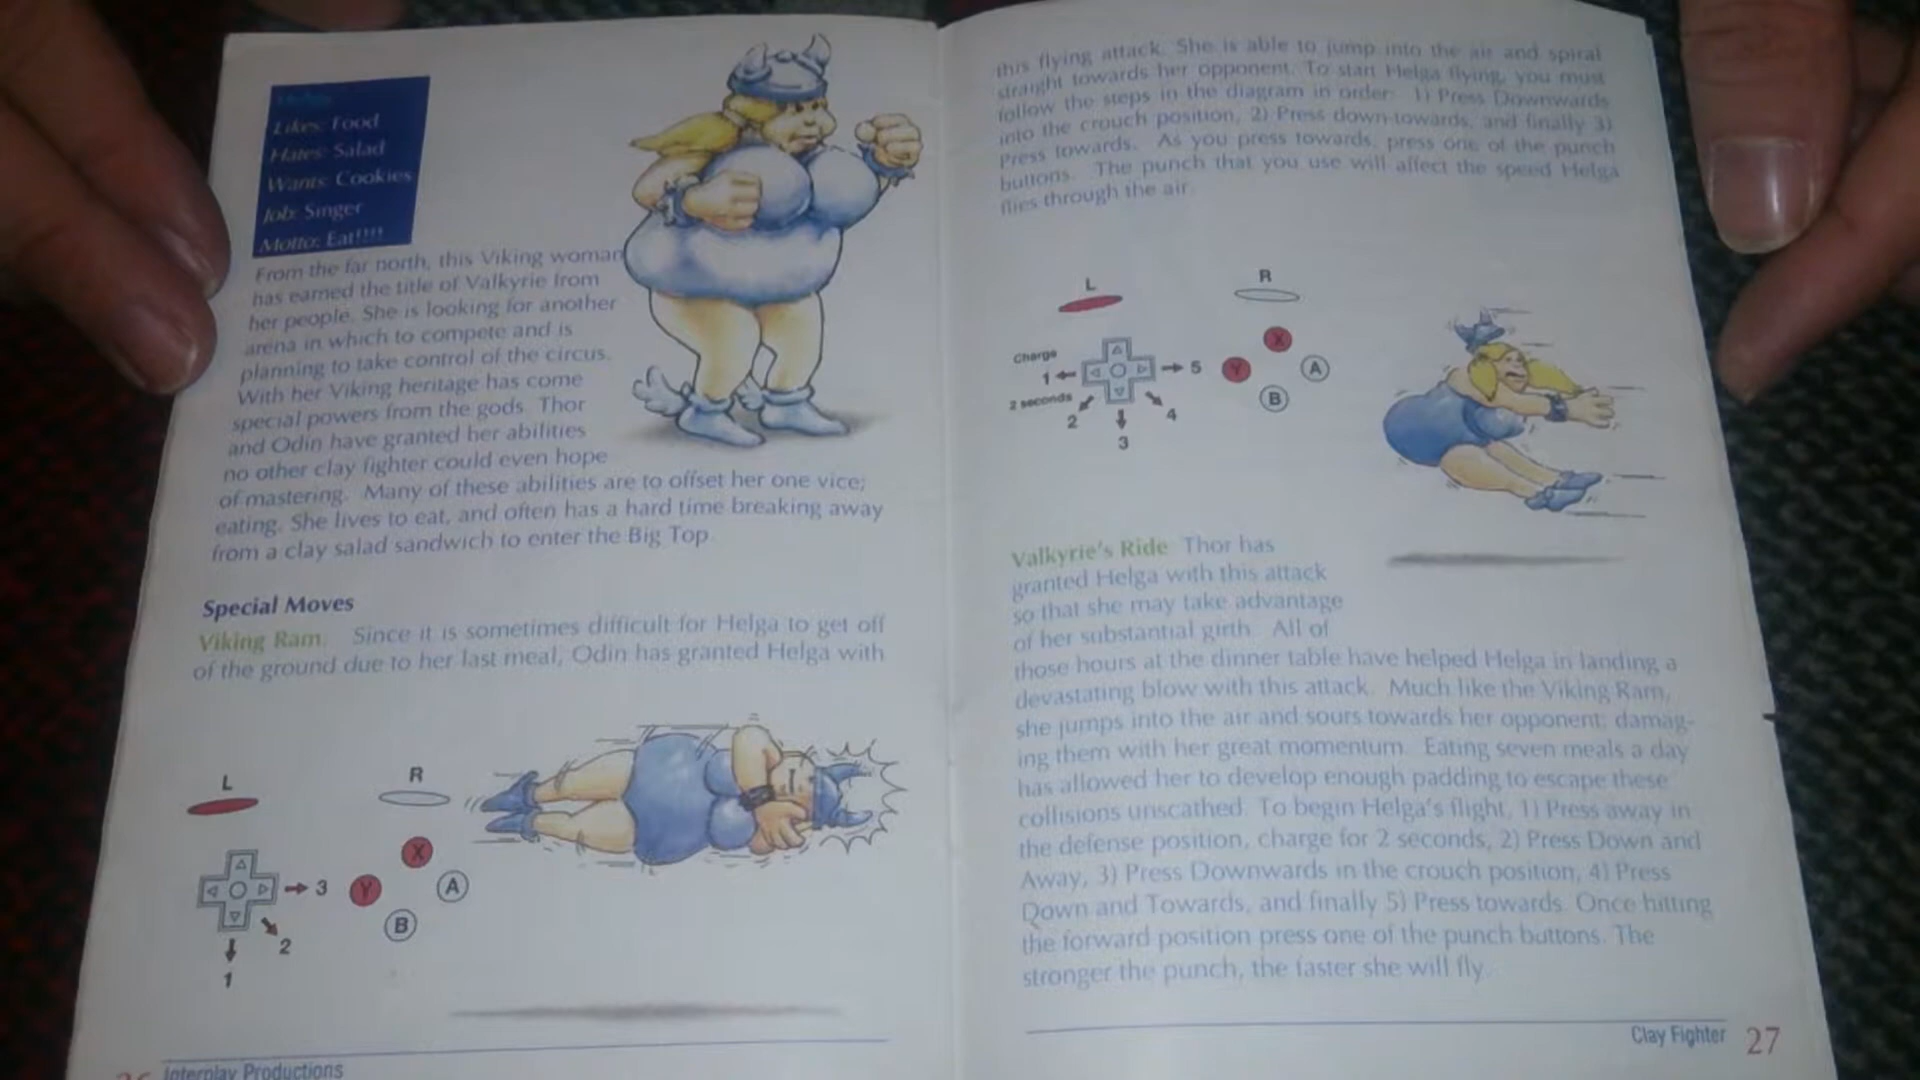 Helga
Likes: Food
Hates: Salad
Wants: Cookies
Job: Singer
Motto: Eat!!!!
From the far north, this Viking woman
has earned the title of Valkyrie from
her people. She is looking for another
arena in which to compete and is
planning to take control of the circus.
With her Viking heritage has come
special powers from the gods. Thor
and Odin have granted her abilities
no other clay fighter could even hope
of mastering. Many of these abilities are to offset her one vice;
eating. She lives to eat, and often has a hard time breaking away
from a clay salad sandwich to enter the Big Top.
Special Moves
Viking Ram. Since it is sometimes difficult for Helga to get off
of the ground due to her last meal, Odin has granted Helga with
L
R
X
3
Y
A
B
2
1
26 Interplay Productions
this flying attack. She is able to jump into the air and spiral
straight towards her opponent. To start Helga flying, you must
follow the steps in the diagram in order: 1) Press Downwards
into the crouch position, 2) Press down-towards, and finally 3)
Press towards. As you press towards, press one of the punch
buttons. The punch that you use will affect the speed Helga
flies through the air.
L
R
X
Charge
1
5
Y
A
2 seconds
B
2
4
3
Valkyrie's Ride Thor has
granted Helga with this attack
so that she may take advantage
of her substantial girth. All of
those hours at the dinner table have helped Helga in landing a
devastating blow with this attack. Much like the Viking Ram,
she jumps into the air and sours towards her opponent; damag-
ing them with her great momentum. Eating seven meals a day
has allowed her to develop enough padding to escape these
collisions unscathed. To begin Helga's flight, 1) Press away in
the defense position, charge for 2 seconds, 2) Press Down and
Away, 3) Press Downwards in the crouch position, 4) Press
Down and Towards, and finally 5) Press towards. Once hitting
the forward position press one of the punch buttons. The
stronger the punch, the faster she will fly.
Clay Fighter 27